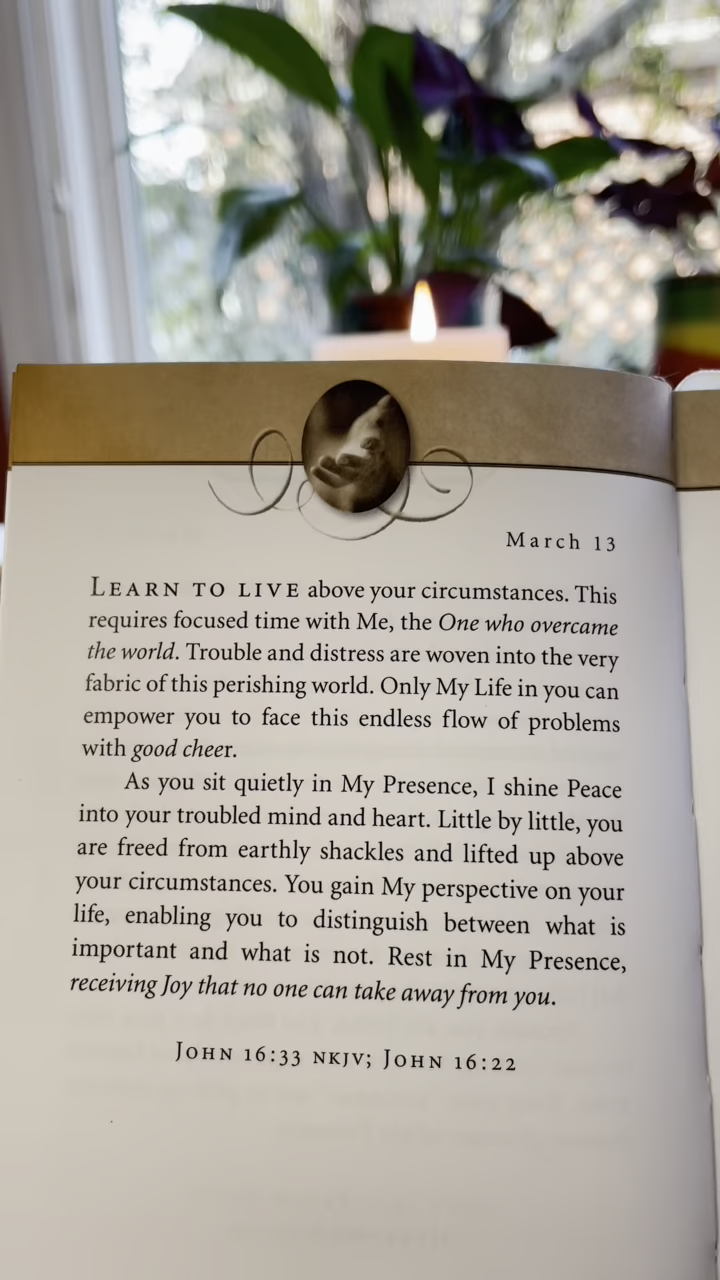 March 13
LEARN TO LIVE above your circumstances. This
requires focused time with Me, the One who overcame
the world. Trouble and distress are woven into the very
fabric of this perishing world. Only My Life in you can
empower you to face this endless flow of problems
with good cheer.
As you sit quietly in My Presence, I shine Peace
into your troubled mind and heart. Little by little, you
are freed from earthly shackles and lifted up above
your circumstances. You gain My perspective on your
life, enabling you to distinguish between what is
important and what is not. Rest in My Presence,
receiving Joy that no one can take away from you.
JOHN 16:33 NKJV; JOHN 16:22